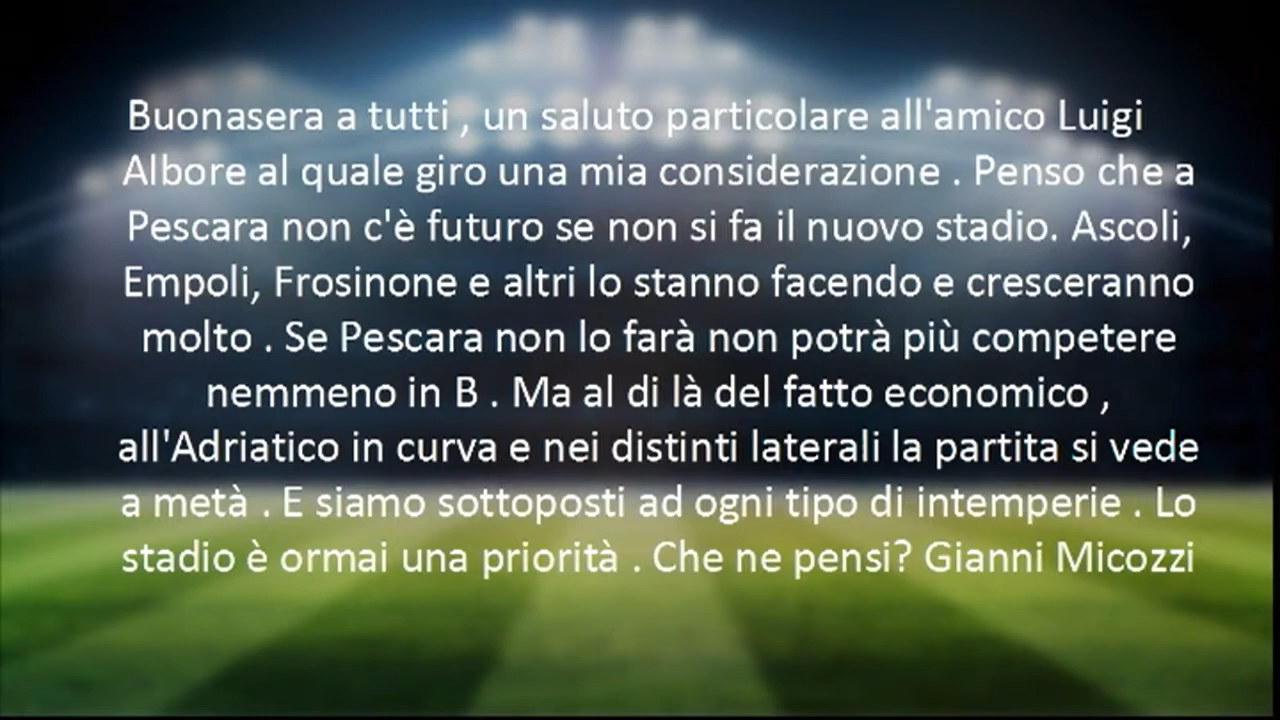 Buonasera a tutti , un saluto particolare all'amico Luigi
Albore al quale giro una mia considerazione . Penso che a
Pescara non c'è futuro se non si fa il nuovo stadio. Ascoli,
Empoli, Frosinone e altri lo stanno facendo e cresceranno
molto . Se Pescara non lo farà non potrà più competere
nemmeno in B . Ma al di là del fatto economico ,
all'Adriatico in curva e nei distinti laterali la partita si vede
a metà . E siamo sottoposti ad ogni tipo di intemperie . Lo
stadio è ormai una priorità . Che ne pensi? Gianni Micozzi